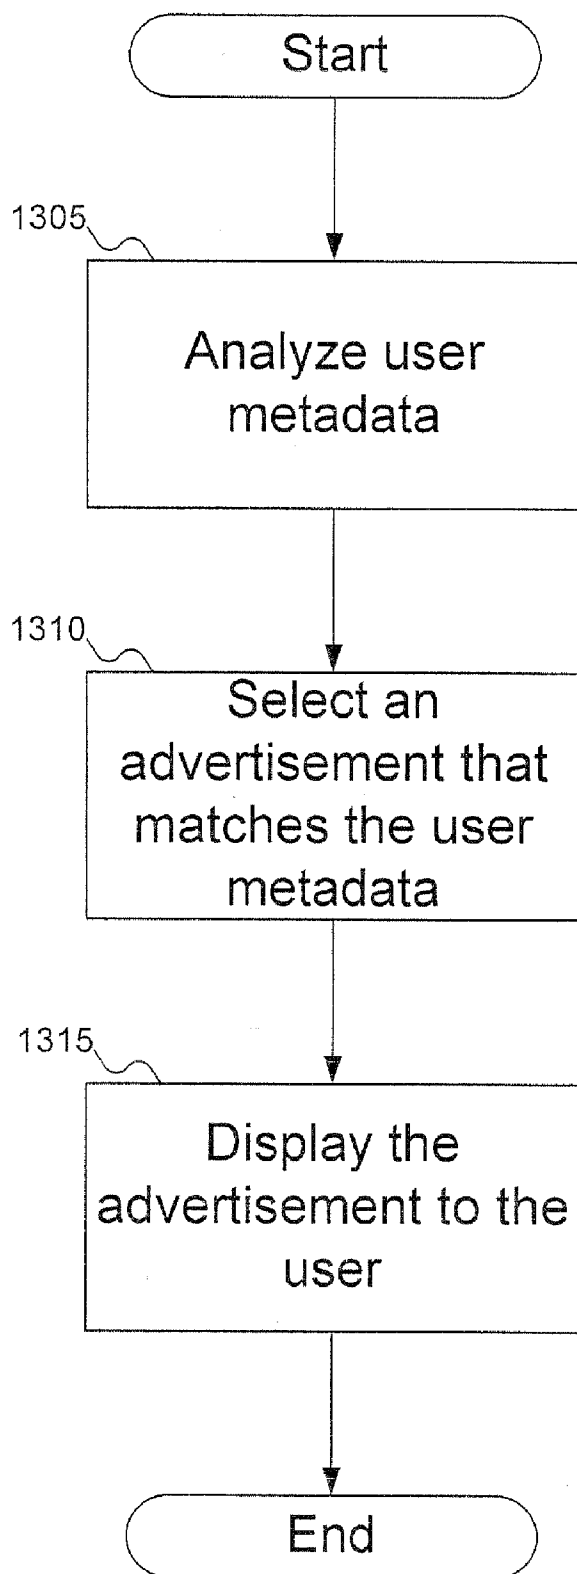 Start
1305
Analyze user
metadata
1310
Select an
advertisement that
matches the user
metadata
1315
Display the
advertisement to the
user
End